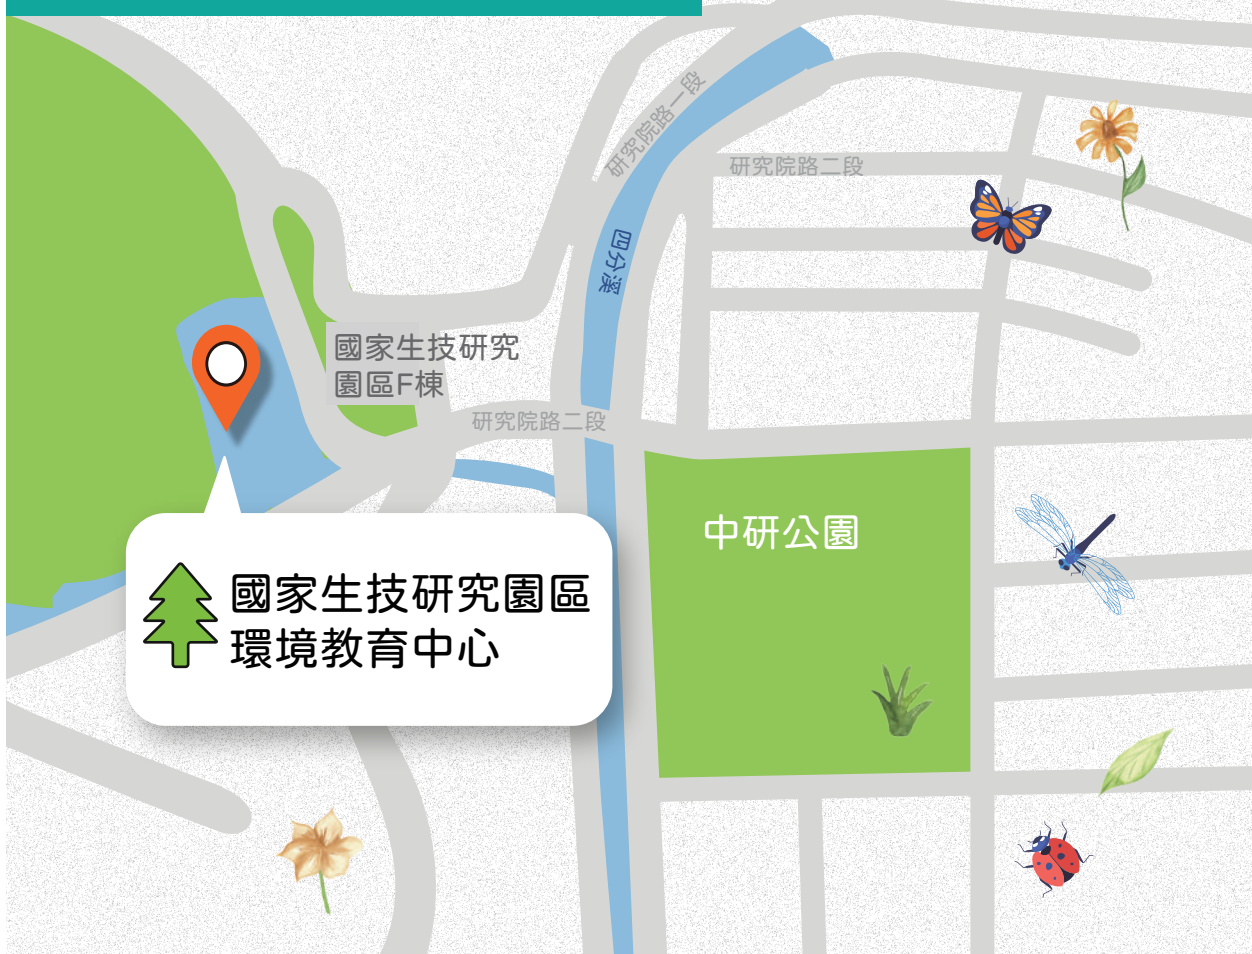 研究院路一段
研究院路二段
四分溪
國家生技研究
園區F棟
研究院路二段
中研公園
國家生技研究園區
環境教育中心